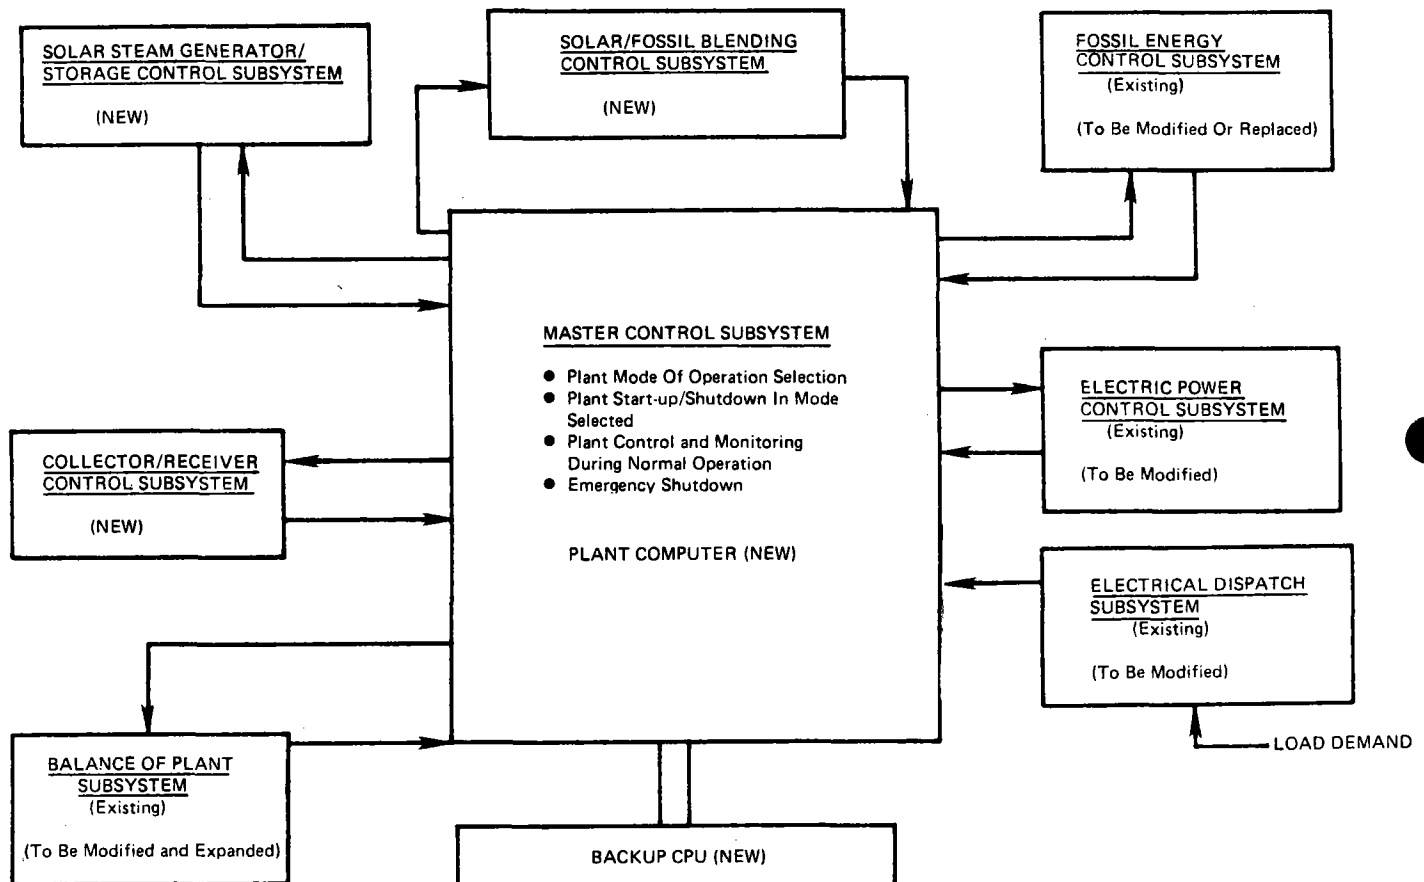 SOLAR STEAM GENERATOR/
STORAGE CONTROL SUBSYSTEM
(NEW)
SOLAR/FOSSIL BLENDING
CONTROL SUBSYSTEM
(NEW)
FOSSIL ENERGY
CONTROL SUBSYSTEM
(Existing)
(To Be Modified Or Replaced)
MASTER CONTROL SUBSYSTEM
● Plant Mode Of Operation Selection
● Plant Start-up/Shutdown In Mode
Selected
● Plant Control and Monitoring
During Normal Operation
● Emergency Shutdown
PLANT COMPUTER (NEW)
ELECTRIC POWER
CONTROL SUBSYSTEM
(Existing)
(To Be Modified)
COLLECTOR/RECEIVER
CONTROL SUBSYSTEM
(NEW)
ELECTRICAL DISPATCH
SUBSYSTEM
(Existing)
(To Be Modified)
LOAD DEMAND
BALANCE OF PLANT
SUBSYSTEM
(Existing)
(To Be Modified and Expanded)
BACKUP CPU (NEW)